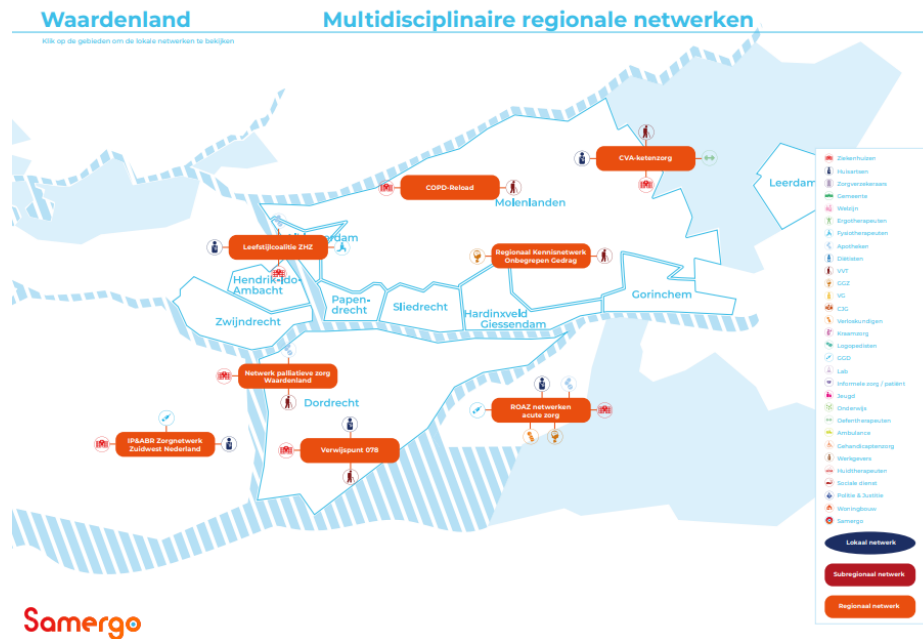 Waardenland
Multidisciplinaire regionale netwerken
Klik op de gebieden om de lokale netwerken te bekijken
CVA-ketenzorg
COPD-Reload
Molenlanden
Leerdam
Leefstijlcoalitie ZHZ
Regionaal Kennisnetwerk
Onbegrepen Gedrag
Hendrik-Ido-
Ambacht
Papen-
drecht
Sliedrecht
Hardinxveld
Giessendam
Gorinchem
Zwijndrecht
Netwerk palliatieve zorg
Waardenland
Dordrecht
ROAZ netwerken
acute zorg
IP&ABR Zorgnetwerk
Zuidwest Nederland
Verwijspunt 078
Ziekenhuizen
Huisartsen
Zorgverzekeraars
Gemeente
Welzijn
Ergotherapeuten
Fysiotherapeuten
Apotheken
Diëtisten
VVT
GGZ
VG
CJG
Verloskundigen
Kraamzorg
Logopedisten
GGD
Lab
Informele zorg / patiënt
Jeugd
Onderwijs
Oefentherapeuten
Ambulance
Gehandicaptenzorg
Werkgevers
Huidtherapeuten
Sociale dienst
Politie & Justitie
Woningbouw
Samergo
Lokaal netwerk
Subregionaal netwerk
Regionaal netwerk
Samergo